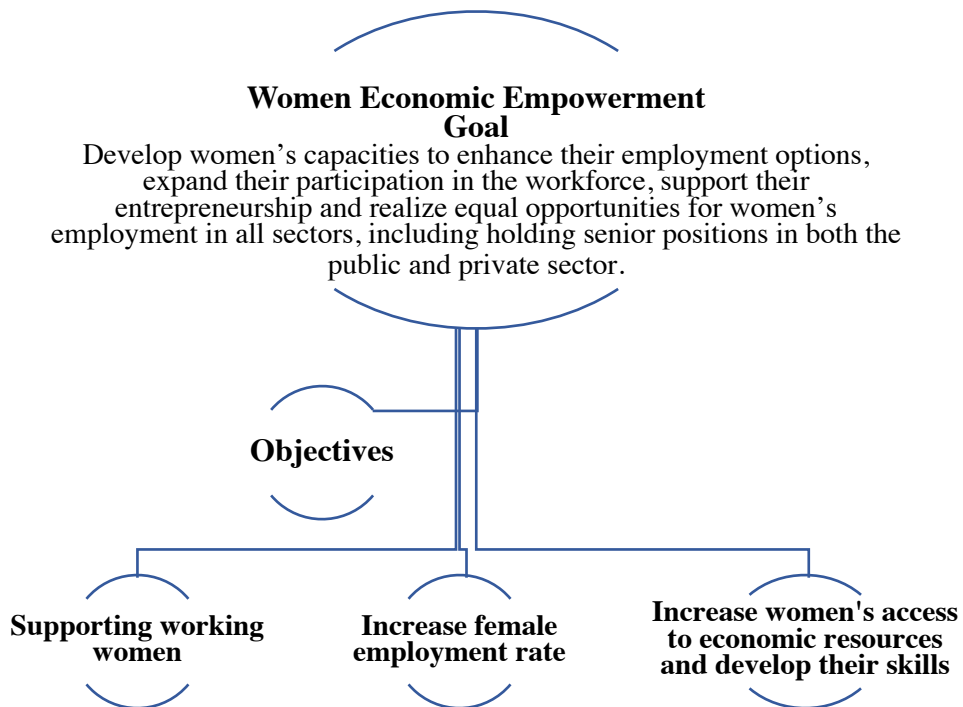 Women Economic Empowerment
Goal
Develop women’s capacities to enhance their employment options,
expand their participation in the workforce, support their
entrepreneurship and realize equal opportunities for women’s
employment in all sectors, including holding senior positions in both the
public and private sector.
Objectives
Supporting working
women
Increase female
employment rate
Increase women's access
to economic resources
and develop their skills